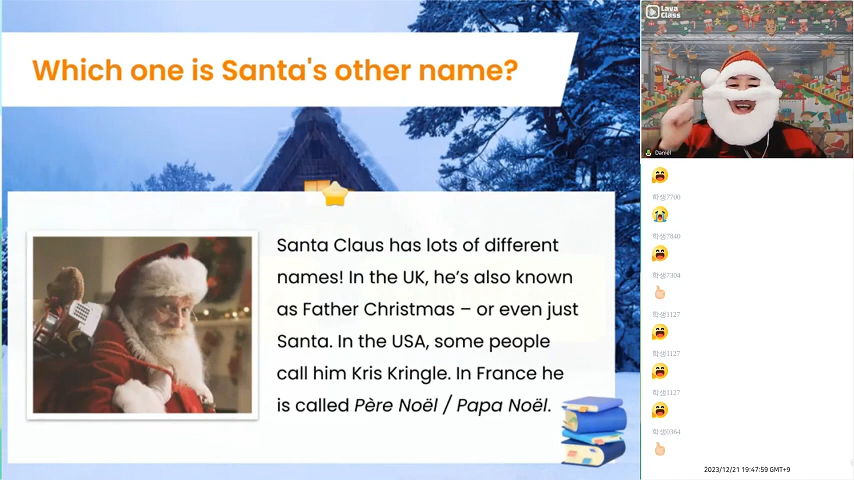 Which one is Santa's other name?
Santa Claus has lots of different
names! In the UK, he's also known
as Father Christmas – or even just
Santa. In the USA, some people
call him Kris Kringle. In France he
is called Père Noël / Papa Noël.
Lava
Class
Daniel
학생7700
학생7840
학생7304
학생1127
학생1127
학생1127
학생0364
2023/12/21 19:47:59 GMT+9